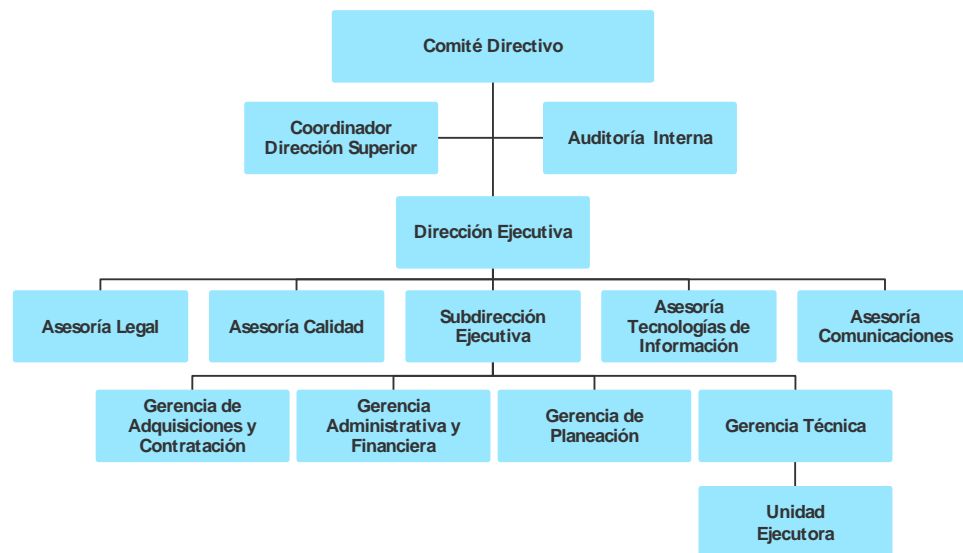 Comité Directivo
Coordinador
Dirección Superior
Auditoría Interna
Dirección Ejecutiva
Asesoría Legal
Asesoría Calidad
Subdirección
Ejecutiva
Asesoría
Tecnologías de
Información
Asesoría
Comunicaciones
Gerencia de
Adquisiciones y
Contratación
Gerencia
Administrativa y
Financiera
Gerencia de
Planeación
Gerencia Técnica
Unidad
Ejecutora